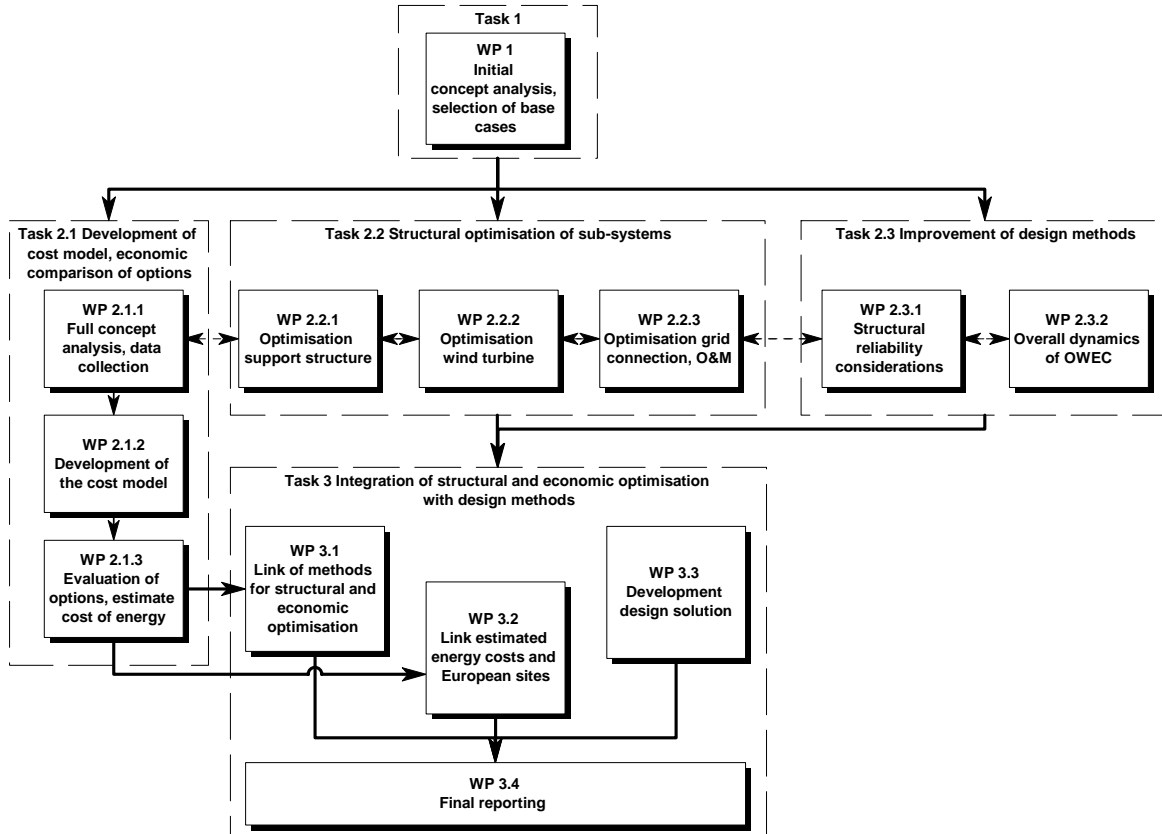 Task 1
WP 1
Initial
concept analysis,
selection of base
cases
Task 2.1 Development of
cost model, economic
comparison of options
WP 2.1.1
Full concept
analysis, data
collection
WP 2.1.2
Development of
the cost model
WP 2.1.3
Evaluation of
options, estimate
cost of energy
Task 2.2 Structural optimisation of sub-systems
WP 2.2.1
Optimisation
support structure
WP 2.2.2
Optimisation
wind turbine
WP 2.2.3
Optimisation grid
connection, O&M
Task 2.3 Improvement of design methods
WP 2.3.1
Structural
reliability
considerations
WP 2.3.2
Overall dynamics
of OWEC
Task 3 Integration of structural and economic optimisation
with design methods
WP 3.1
Link of methods
for structural and
economic
optimisation
WP 3.2
Link estimated
energy costs and
European sites
WP 3.3
Development
design solution
WP 3.4
Final reporting